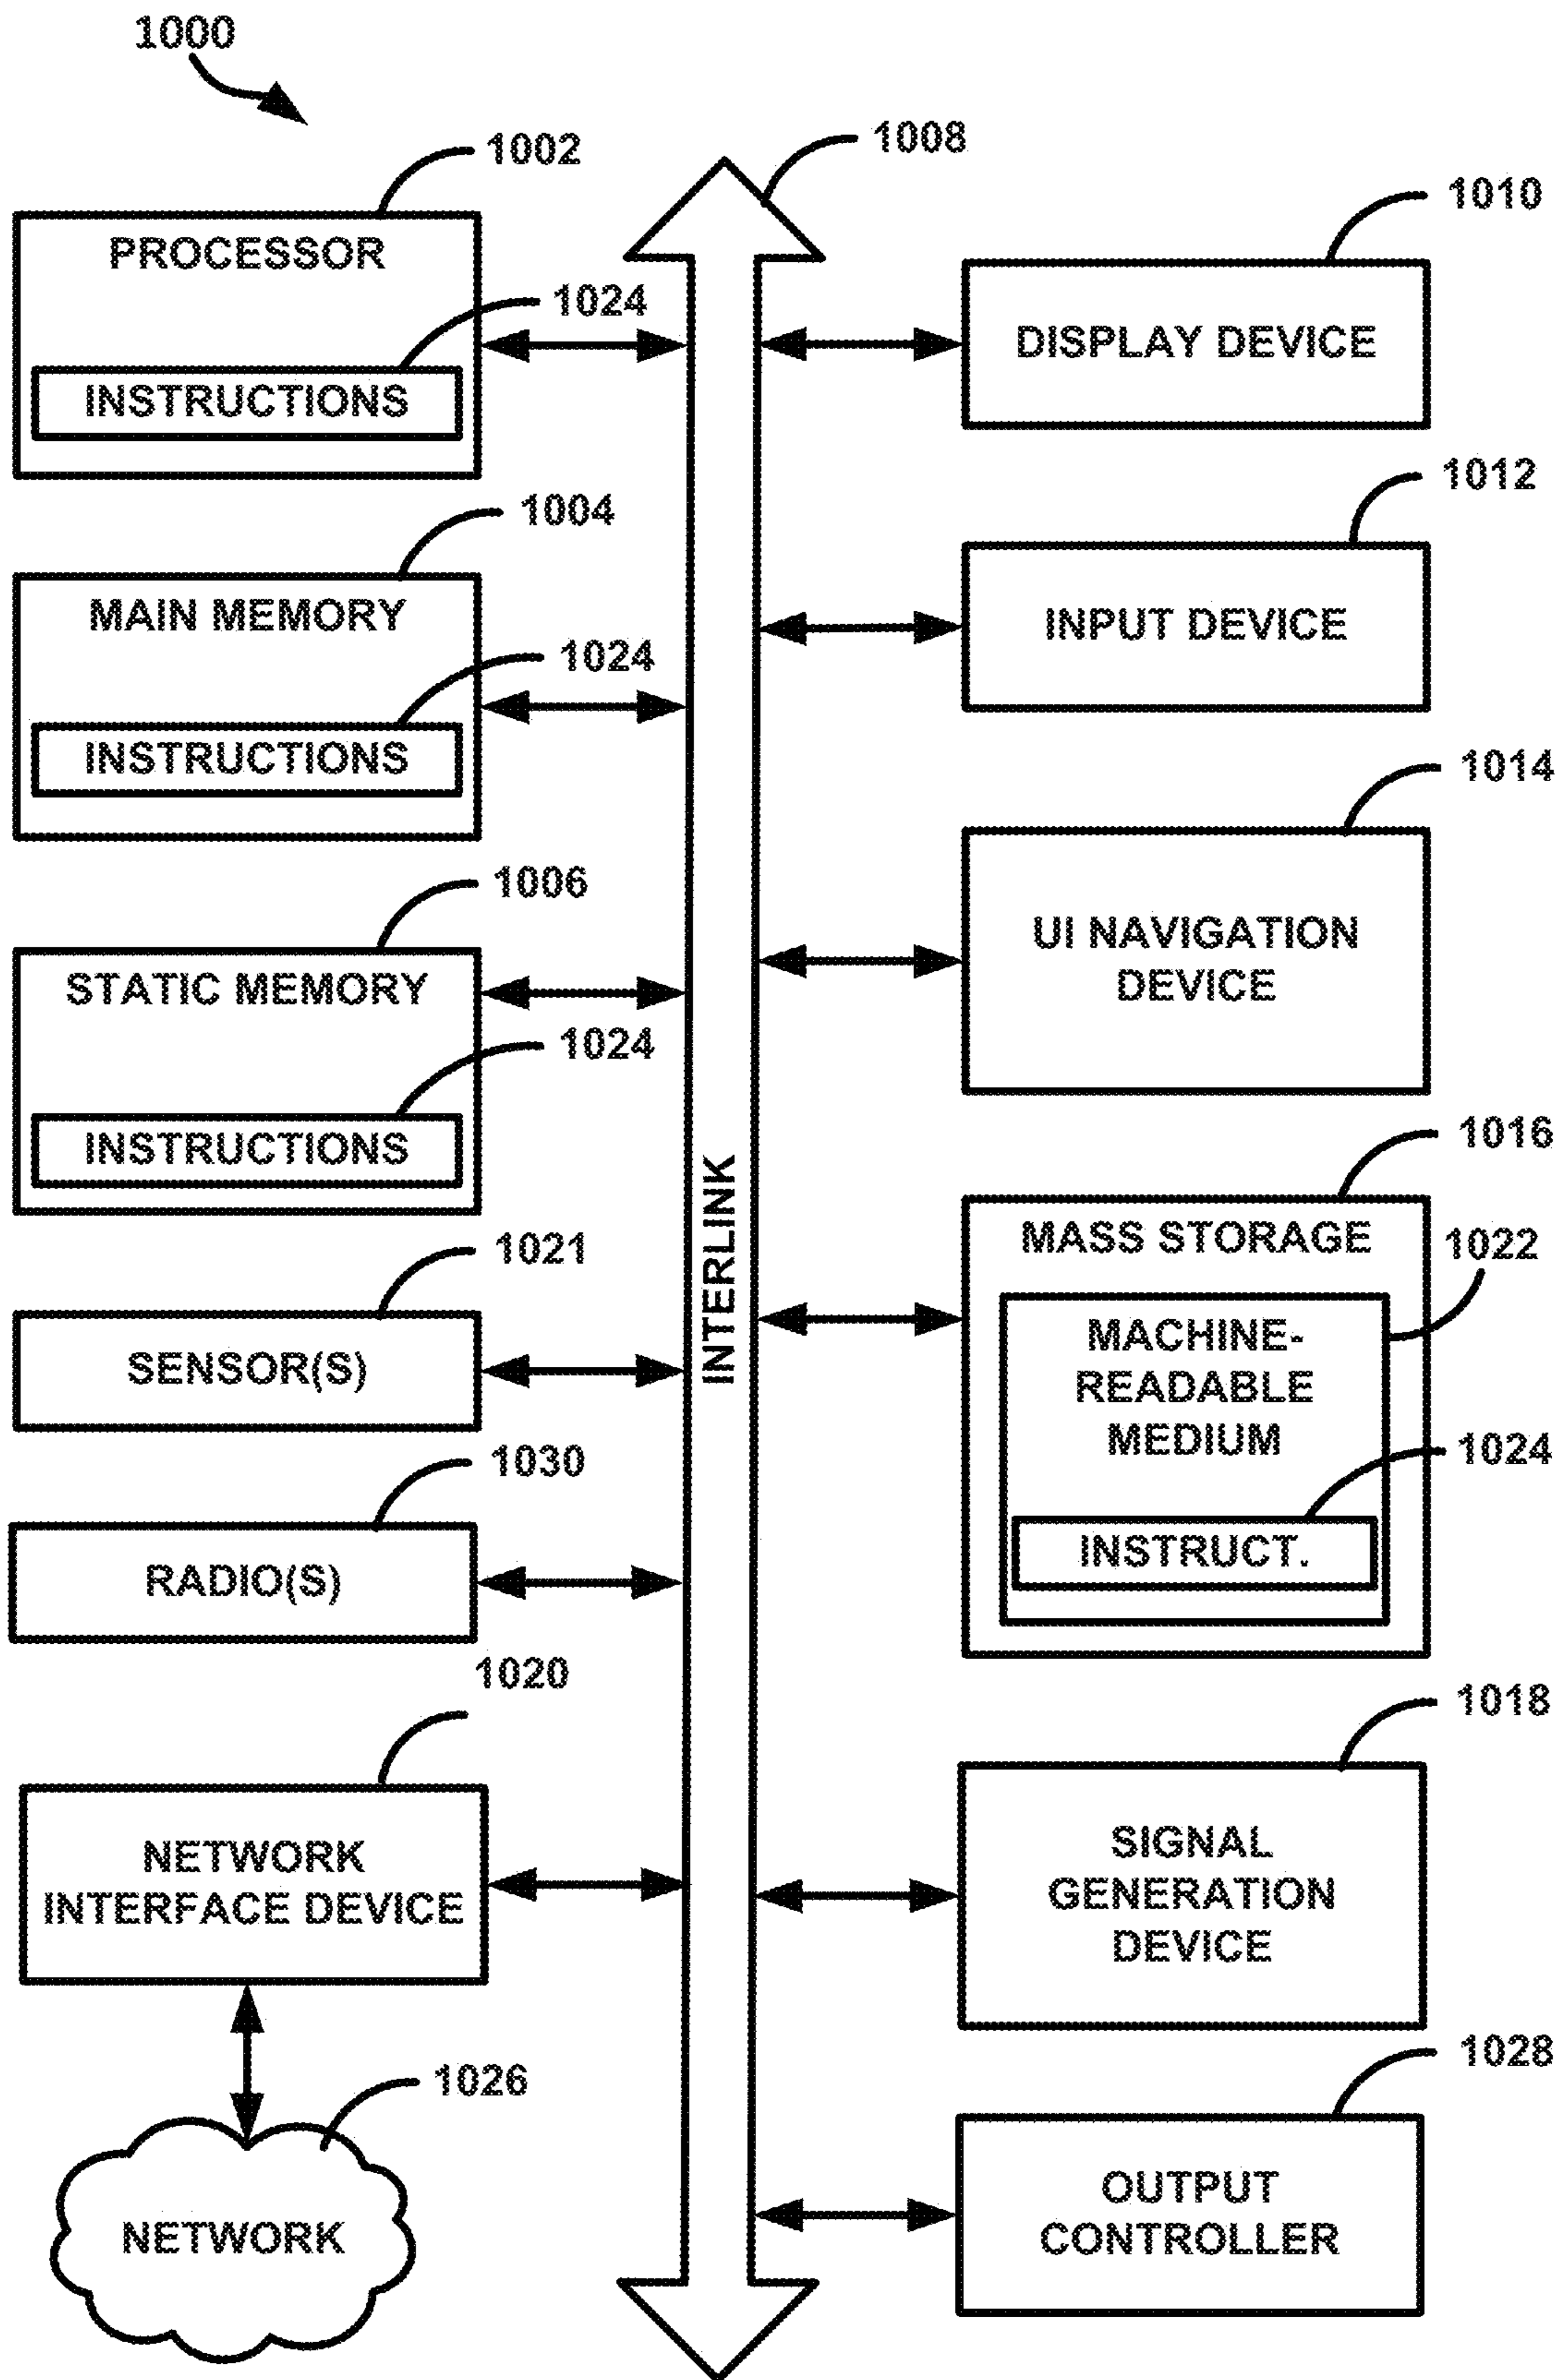 1000
1002
PROCESSOR
1024
INSTRUCTIONS
1004
MAIN MEMORY
1024
INSTRUCTIONS
1006
STATIC MEMORY
1024
INSTRUCTIONS
1021
SENSOR(S)
1030
RADIO(S)
1020
NETWORK
INTERFACE DEVICE
1026
NETWORK
1008
INTERLINK
1010
DISPLAY DEVICE
1012
INPUT DEVICE
1014
UI NAVIGATION
DEVICE
1016
MASS STORAGE
1022
MACHINE-
READABLE
MEDIUM
1024
INSTRUCT.
1018
SIGNAL
GENERATION
DEVICE
1028
OUTPUT
CONTROLLER